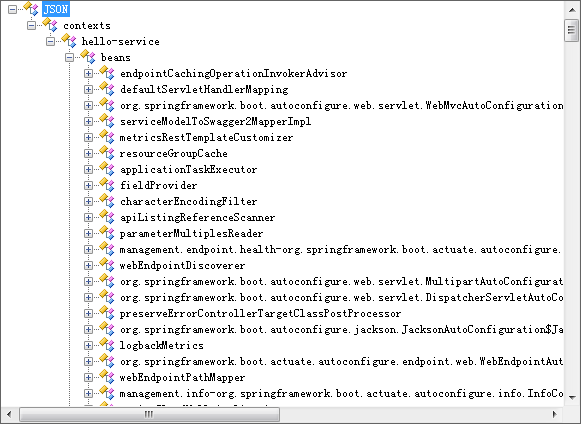 JSON
contexts
hello-service
beans
endpointCachingOperationInvokerAdvisor
defaultServletHandlerMapping
org.springframework.boot.autoconfigure.web.servlet.WebMvcAutoConfiguration
serviceModelToSwagger2MapperImpl
metricsRestTemplateCustomizer
resourceGroupCache
applicationTaskExecutor
fieldProvider
characterEncodingFilter
apiListingReferenceScanner
parameterMultiplesReader
management.endpoint.health-org.springframework.boot.actuate.autoconfigure.
webEndpointDiscoverer
org.springframework.boot.autoconfigure.web.servlet.MultipartAutoConfigurat
org.springframework.boot.autoconfigure.web.servlet.DispatcherServletAutoCo
preserveErrorControllerTargetClassPostProcessor
org.springframework.boot.autoconfigure.jackson.JacksonAutoConfiguration$Ja
logbackMetrics
org.springframework.boot.actuate.autoconfigure.endpoint.web.WebEndpointAut
webEndpointPathMapper
management.info-org.springframework.boot.actuate.autoconfigure.info.InfoCo